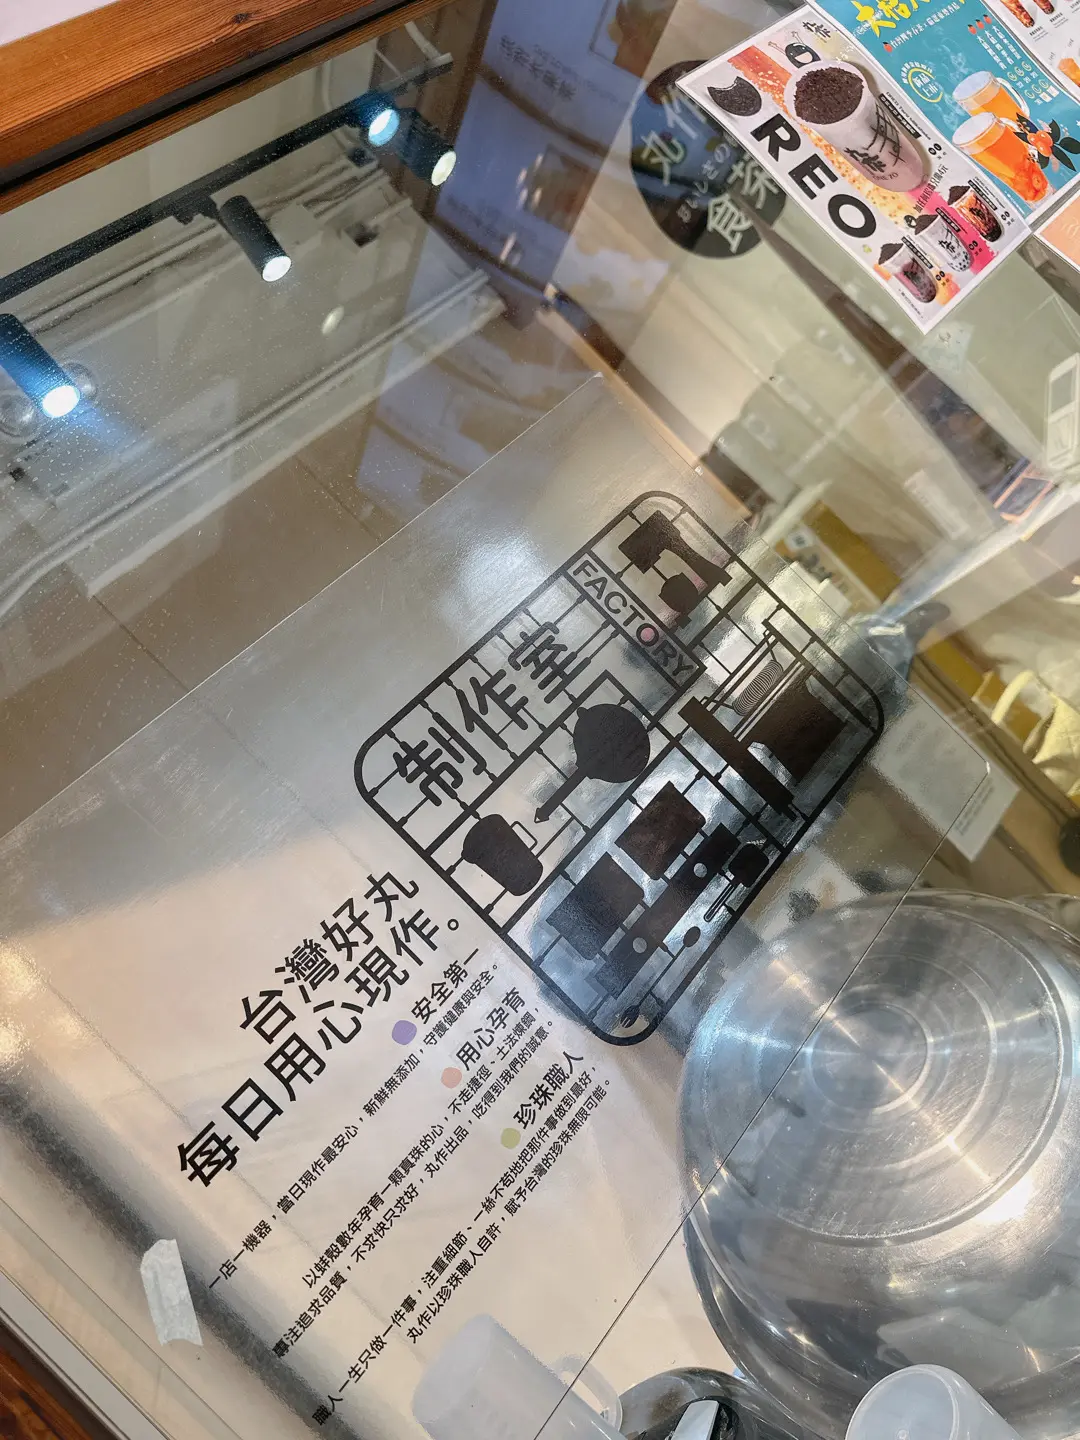 丸作
食茶
OREO
制作室
FACTORY
台灣好丸
每日用心現作。
安全第一
一店一機器，當日現作最安心，新鮮無添加，守護健康與安全。
用心孕育
以蚌殼數年孕育一顆真珠的心，不走捷徑、土法煉鋼，
專注追求品質，不求快只求好，丸作出品，吃得到我們的誠意。
珍珠職人
職人一生只做一件事，注重細節、一絲不苟地把那件事做到最好，
丸作以珍珠職人自許，賦予台灣的珍珠無限可能。